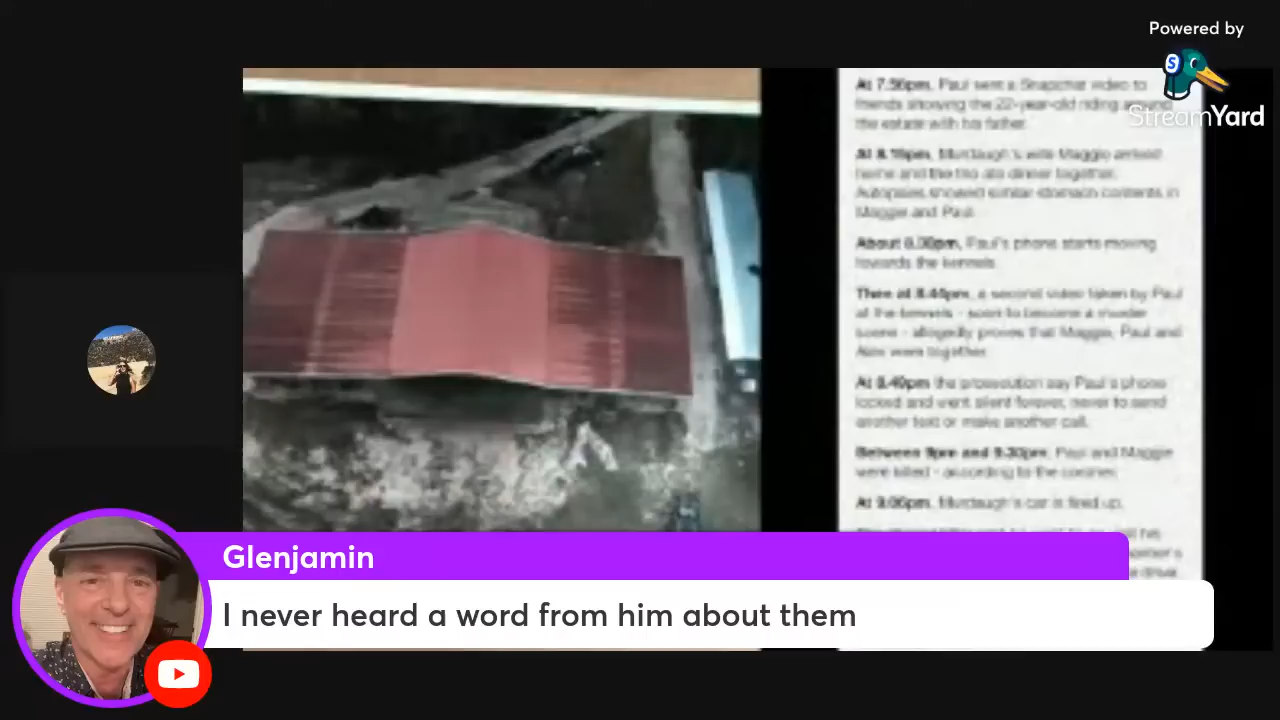 Powered by
StreamYard
At 7:56pm, Paul sent a Snapchat video to
friends showing the 22-year-old riding around
the estate with his father.
Murdaugh's wife Maggie arrived
home and the trio ate dinner together.
Autopsies showed similar stomach contents in
Maggie and Paul.
About 8:30pm, Paul's phone starts moving
towards the kennels.
Then at 8:44pm, a second video taken by Paul
at the kennels - soon to become a murder
scene - allegedly proves that Maggie, Paul and
Alex were together.
the prosecution say Paul's phone
locked and went silent forever, never to send
another text or make another call.
Between 9pm and 9.30pm, Paul and Maggie
were killed - according to the coroner.
At 9:06pm, Murdaugh's car is fired up.
his
Glenjamin
I never heard a word from him about them